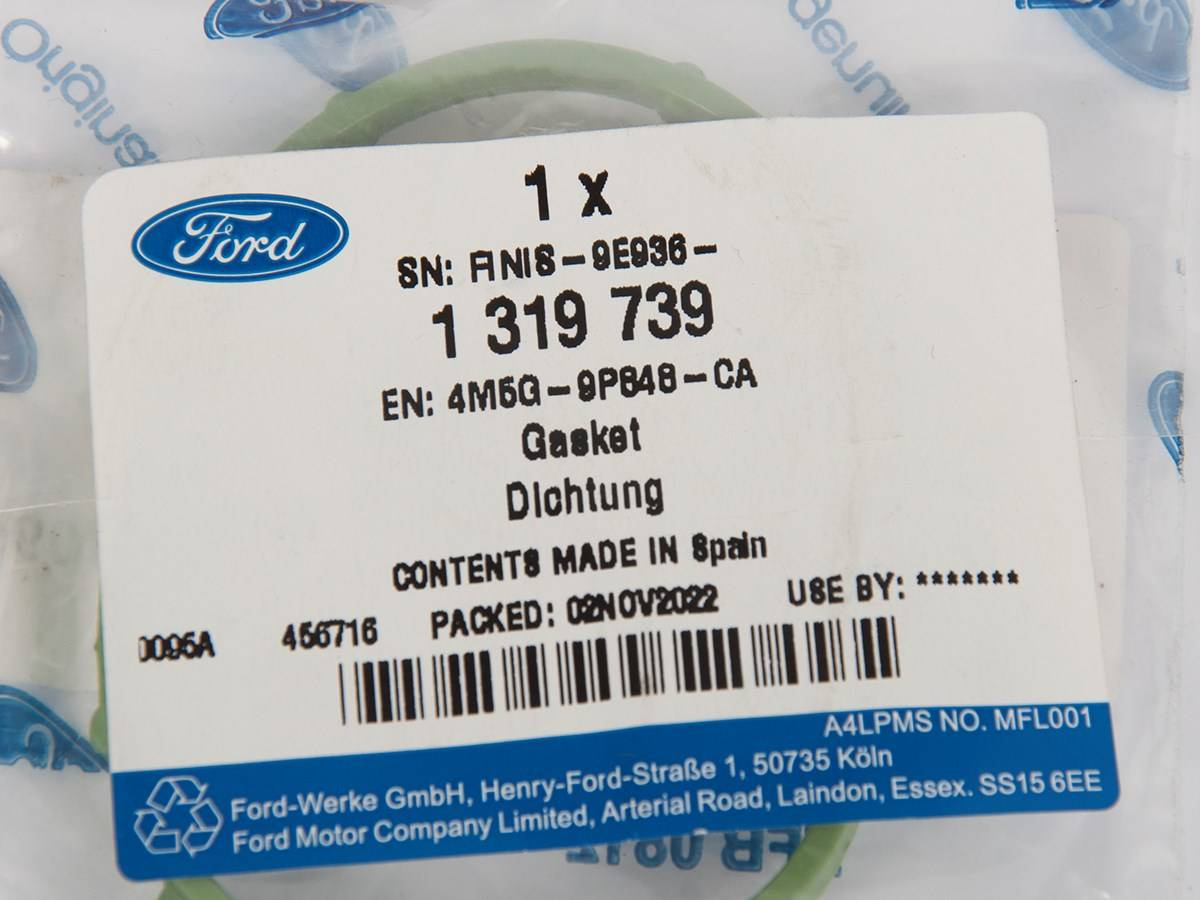 Ford
1 x
SN: FINIS-9E936-
1 319 739
EN: 4M5G-9P848-CA
Gasket
Dichtung
CONTENTS MADE IN Spain
0095A 456716 PACKED: 02NOV2022 USE BY: *******
A4LPMS NO. MFL001
Ford-Werke GmbH, Henry-Ford-Straße 1, 50735 Köln
Ford Motor Company Limited, Arterial Road, Laindon, Essex. SS15 6EE